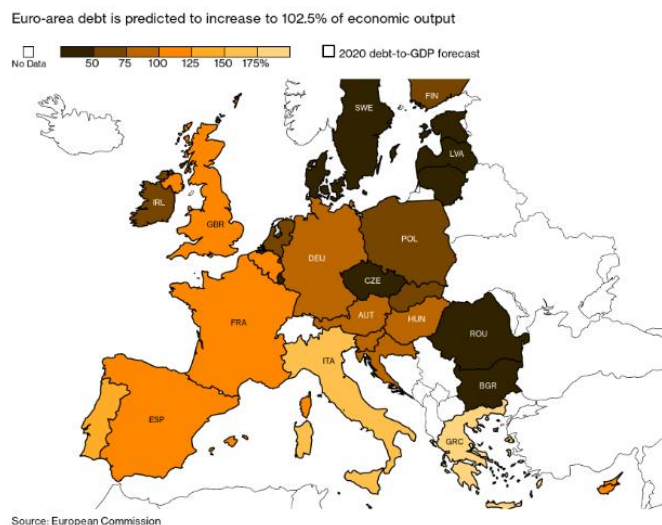 Euro-area debt is predicted to increase to 102.5% of economic output
No Data
50 75 100 125 150 175%
2020 debt-to-GDP forecast
SWE
FIN
LVA
IRL
GBR
POL
DEU
CZE
FRA
AUT
HUN
ROU
ITA
BGR
ESP
GRC
Source: European Commission